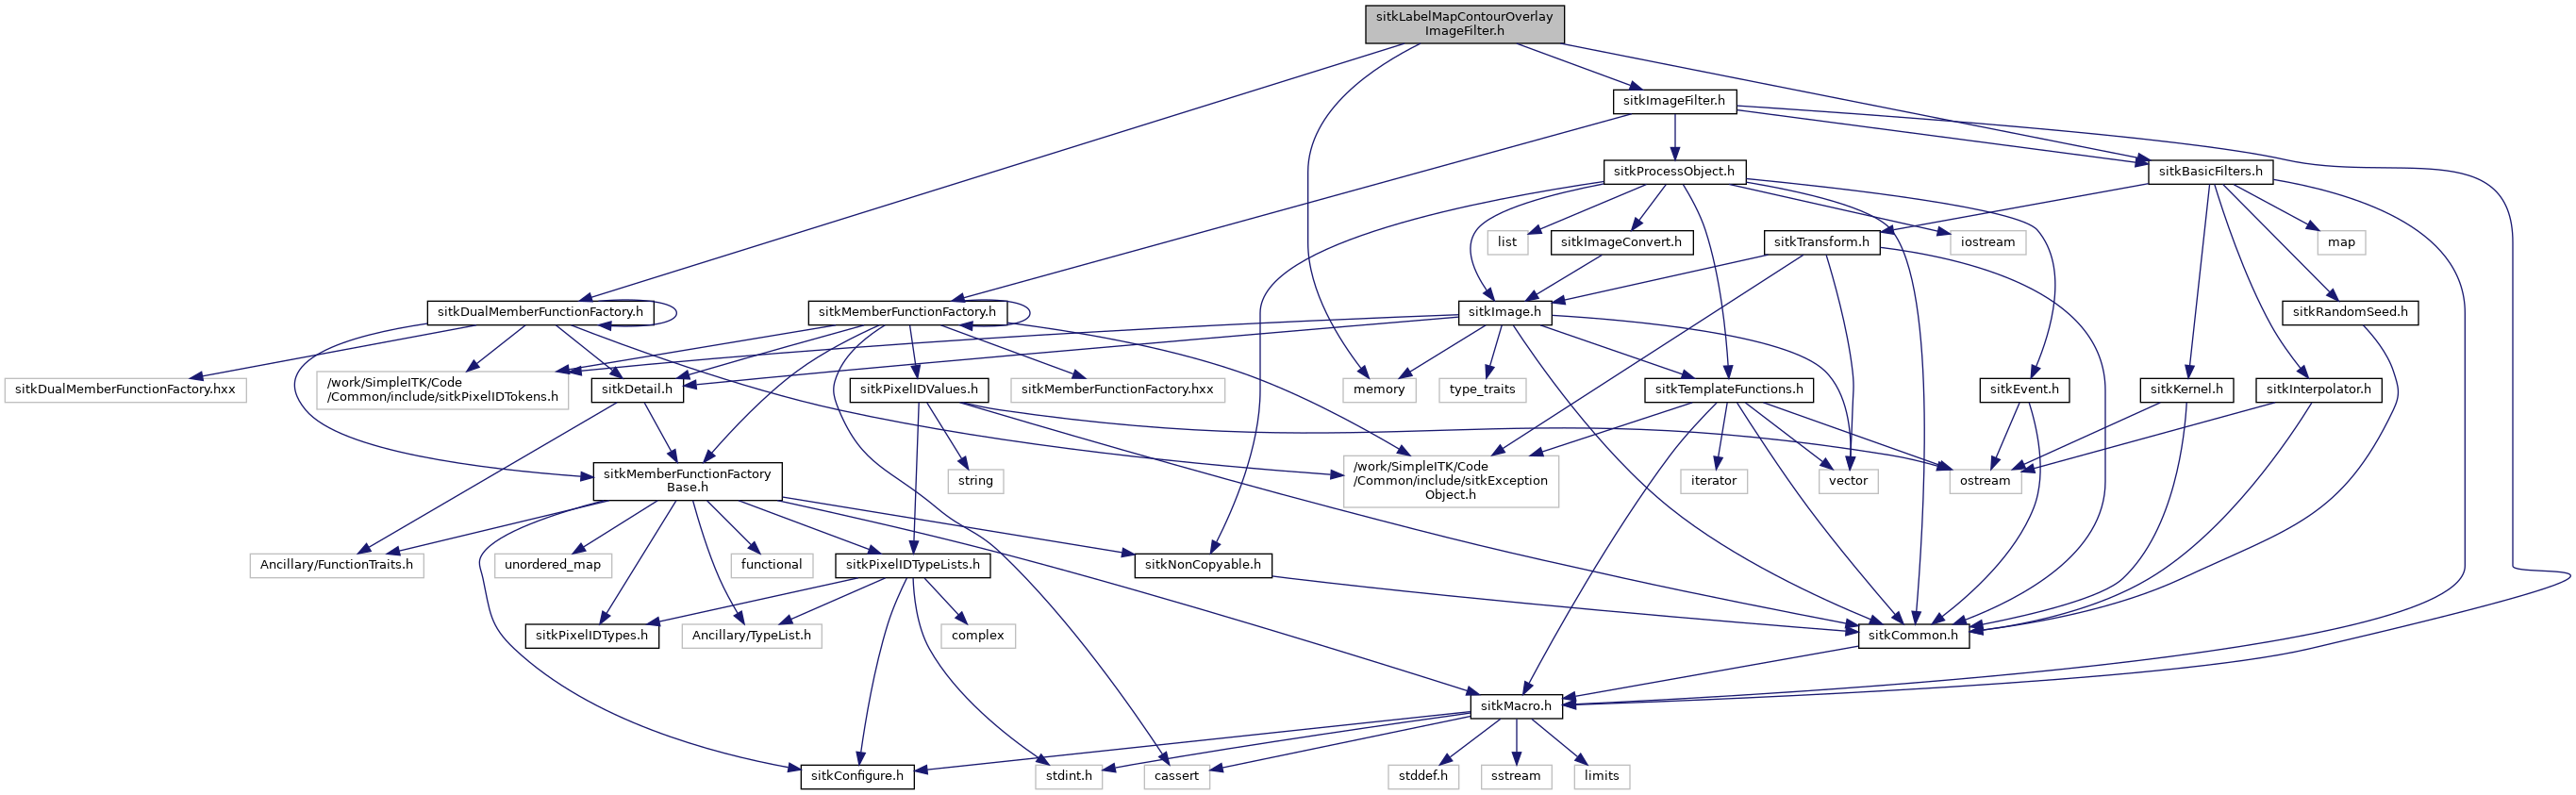 sitkLabelMapContourOverlay
ImageFilter.h
sitkImageFilter.h
sitkProcessObject.h
sitkBasicFilters.h
list
sitkImageConvert.h
sitkTransform.h
iostream
map
sitkDualMemberFunctionFactory.h
sitkMemberFunctionFactory.h
sitkImage.h
sitkRandomSeed.h
sitkDualMemberFunctionFactory.hxx
/work/SimpleITK/Code
/Common/include/sitkPixelIDTokens.h
sitkDetail.h
sitkPixelIDValues.h
sitkMemberFunctionFactory.hxx
memory
type_traits
sitkTemplateFunctions.h
sitkEvent.h
sitkKernel.h
sitkInterpolator.h
sitkMemberFunctionFactory
Base.h
string
/work/SimpleITK/Code
/Common/include/sitkException
Object.h
iterator
vector
ostream
Ancillary/FunctionTraits.h
unordered_map
functional
sitkPixelIDTypeLists.h
sitkNonCopyable.h
sitkPixelIDTypes.h
Ancillary/TypeList.h
complex
sitkCommon.h
sitkMacro.h
sitkConfigure.h
stdint.h
cassert
stddef.h
sstream
limits